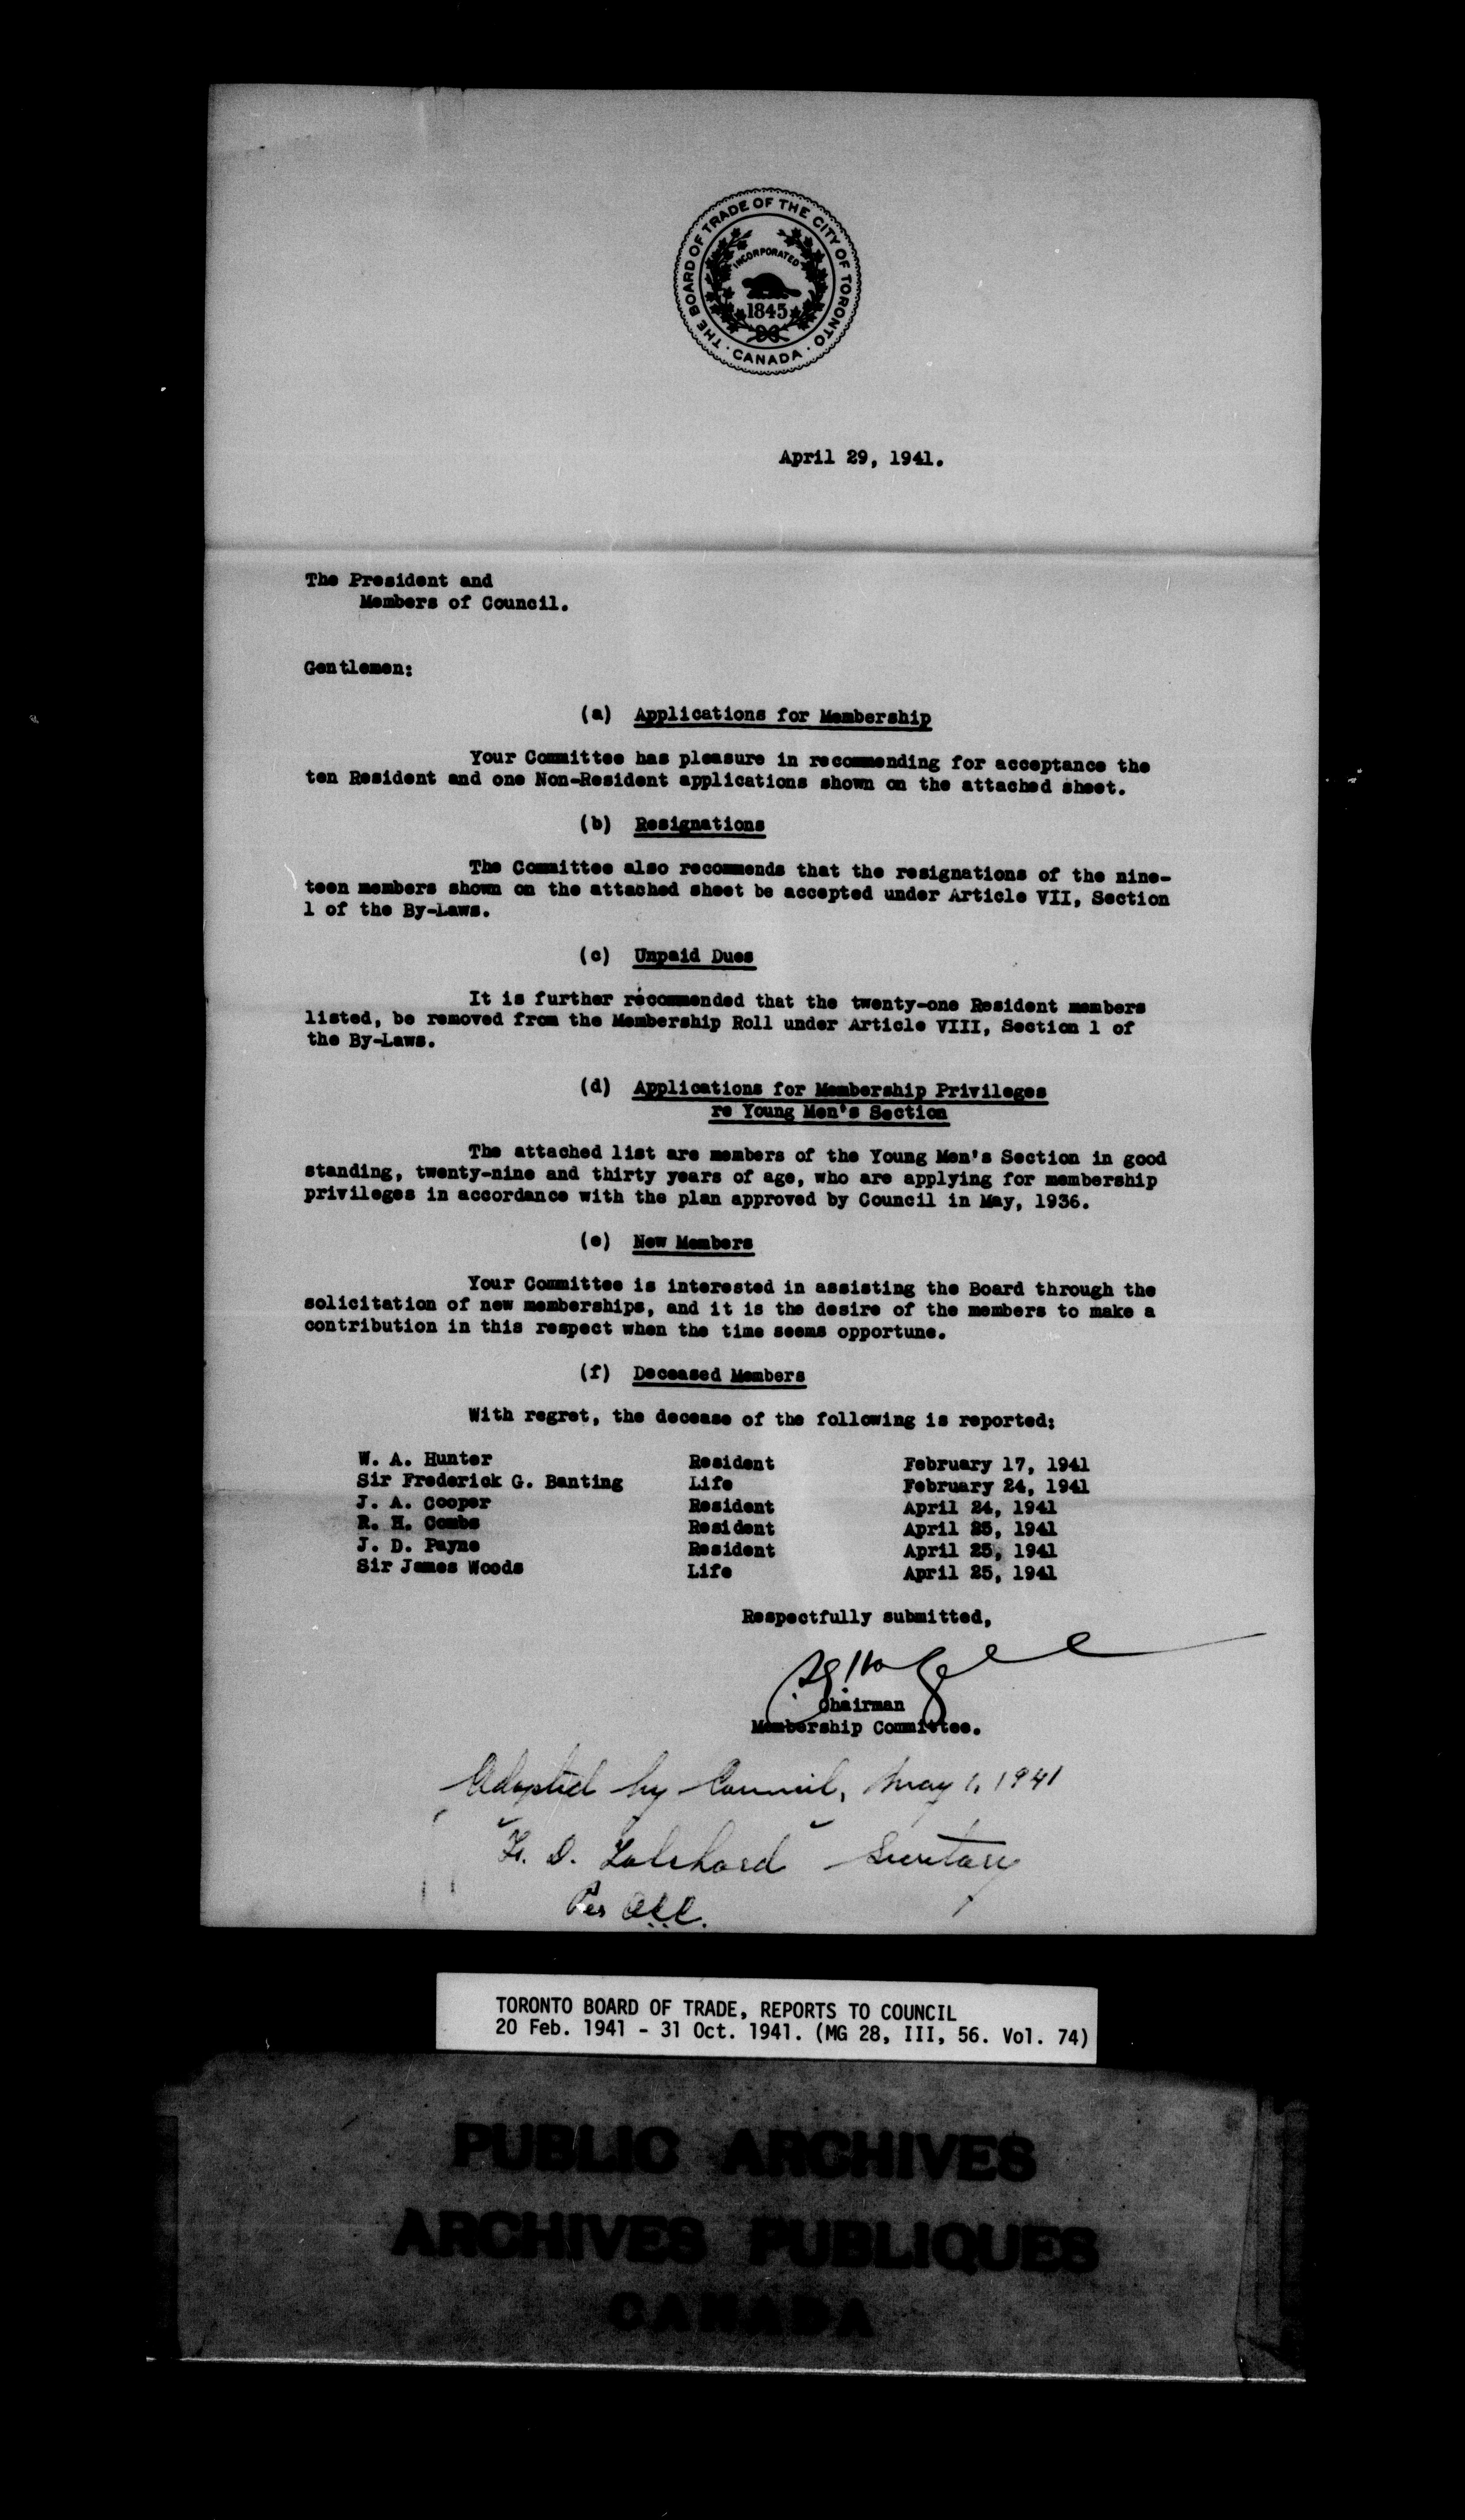 THE BOARD OF TRADE OF THE CITY OF TORONTO
· CANADA ·
INCORPORATED
1845
April 29, 1941.
The President and
Members of Council.
Gentlemen:
(a) Applications for Membership
Your Committee has pleasure in recommending for acceptance the
ten Resident and one Non-Resident applications shown on the attached sheet.
(b) Resignations
The Committee also recommends that the resignations of the nine-
teen members shown on the attached sheet be accepted under Article VII, Section
1 of the By-Laws.
(c) Unpaid Dues
It is further recommended that the twenty-one Resident members
listed, be removed from the Membership Roll under Article VIII, Section 1 of
the By-Laws.
(d) Applications for Membership Privileges
re Young Men's Section
The attached list are members of the Young Men's Section in good
standing, twenty-nine and thirty years of age, who are applying for membership
privileges in accordance with the plan approved by Council in May, 1936.
(e) New Members
Your Committee is interested in assisting the Board through the
solicitation of new memberships, and it is the desire of the members to make a
contribution in this respect when the time seems opportune.
(f) Deceased Members
With regret, the decease of the following is reported:
W. A. Hunter Resident February 17, 1941
Sir Frederick G. Banting Life February 24, 1941
J. A. Cooper Resident April 24, 1941
R. H. Combs Resident April 25, 1941
J. D. Payne Resident April 25, 1941
Sir James Woods Life April 25, 1941
Respectfully submitted,
Chairman
Membership Committee.
Adopted by Council, May 1, 1941
F. D. Tolchard Secretary
Per
TORONTO BOARD OF TRADE, REPORTS TO COUNCIL
20 Feb. 1941 - 31 Oct. 1941. (MG 28, III, 56. Vol. 74)
PUBLIC ARCHIVES
ARCHIVES PUBLIQUES
CANADA